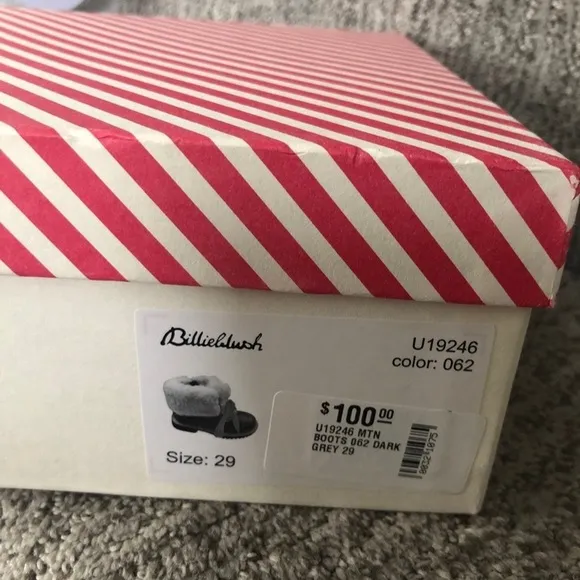 Billieblush
U19246
color: 062
$100.00
U19246 MTN
BOOTS 062 DARK
GREY 29
Size: 29